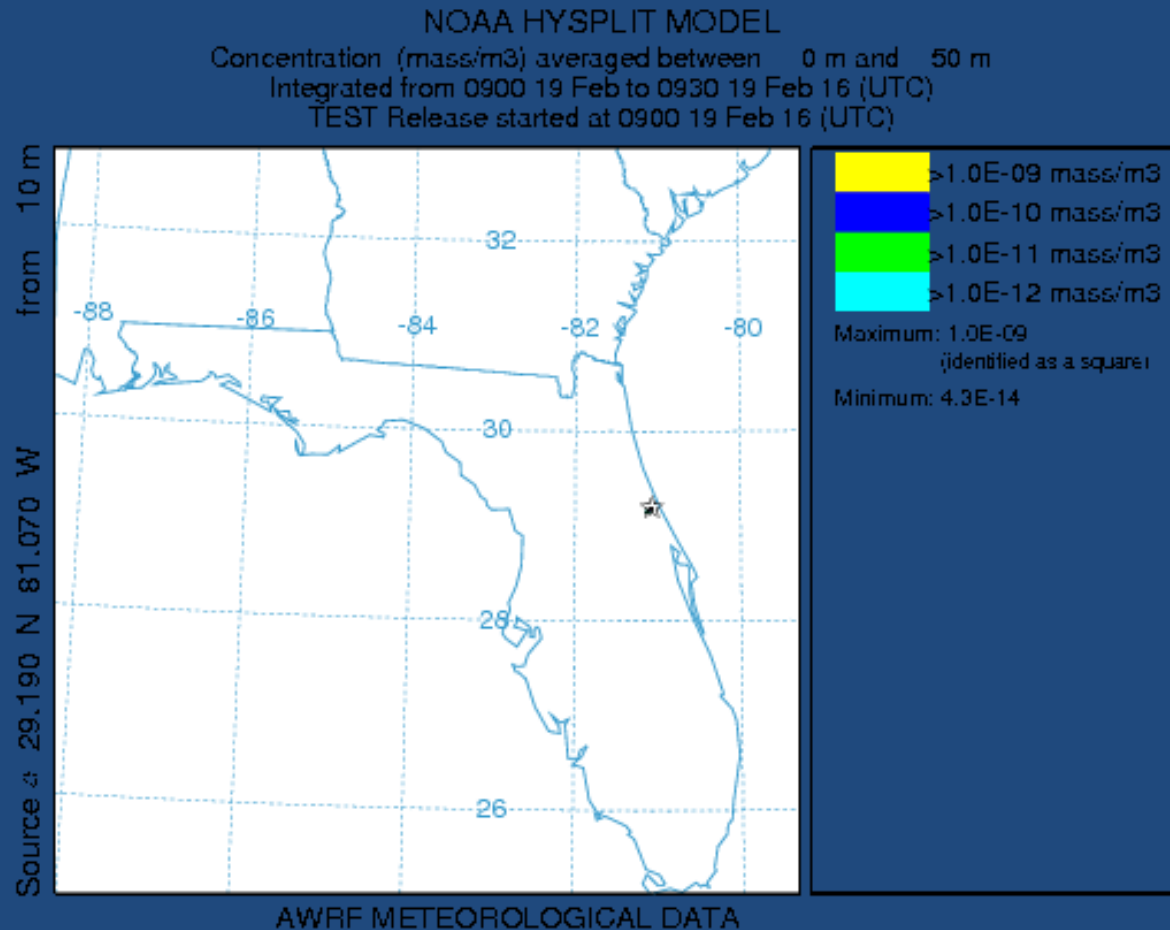 NOAA HYSPLIT MODEL
Concentration (mass/m3) averaged between 0 m and 50 m
Integrated from 0900 19 Feb to 0930 19 Feb 16 (UTC)
TEST Release started at 0900 19 Feb 16 (UTC)
Source ☆ 29.190 N 81.070 W from 10 m
32
-88 -86 -84 -82 -80
30
28
26
>1.0E-09 mass/m3
>1.0E-10 mass/m3
>1.0E-11 mass/m3
>1.0E-12 mass/m3
Maximum: 1.0E-09
(identified as a square)
Minimum: 4.3E-14
AWRF METEOROLOGICAL DATA